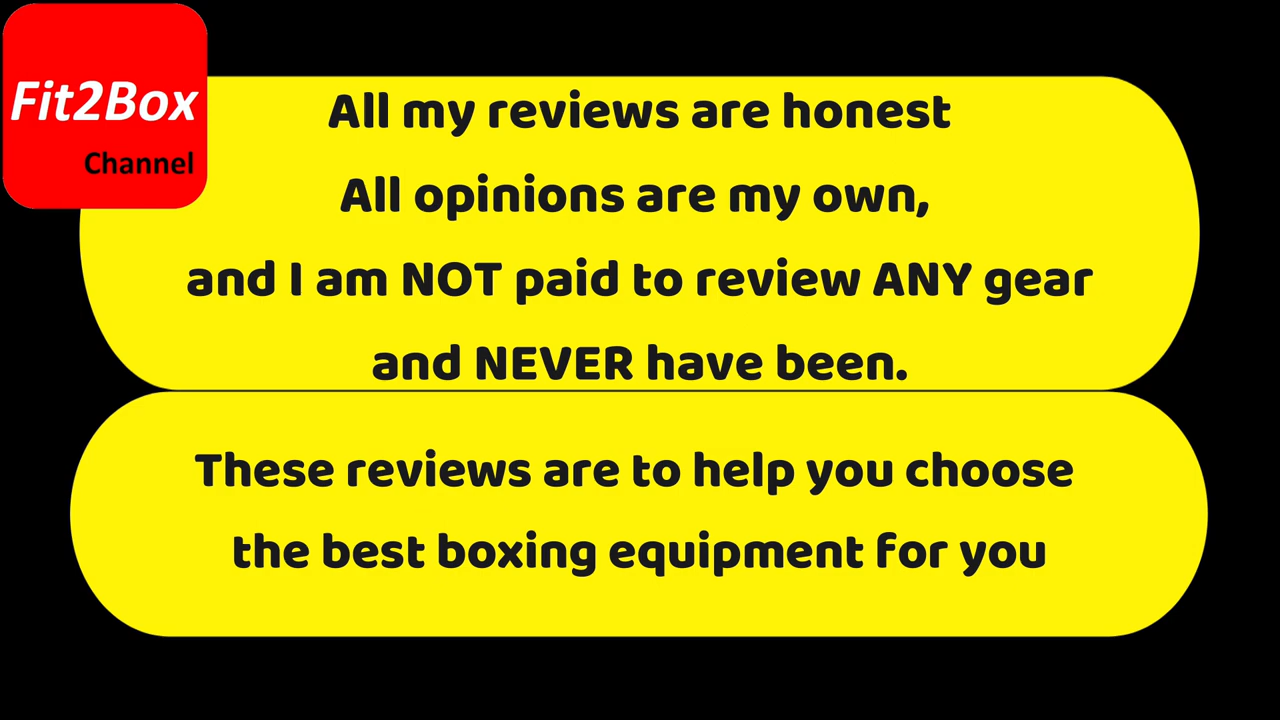 Fit2Box
Channel
All my reviews are honest
All opinions are my own,
and I am NOT paid to review ANY gear
and NEVER have been.
These reviews are to help you choose
the best boxing equipment for you